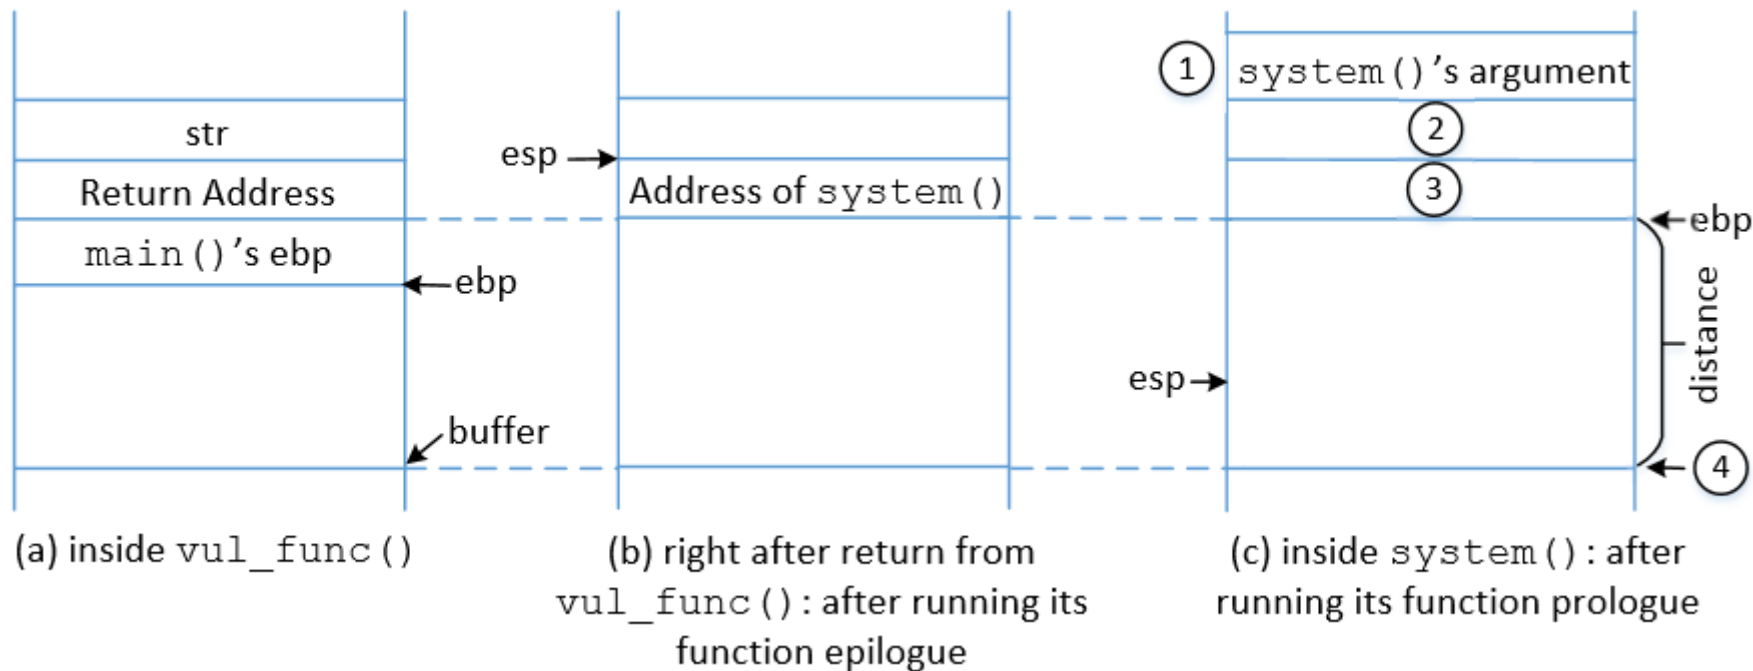 str
Return Address
main()'s ebp
ebp
buffer
(a) inside vul_func()
esp
Address of system()
(b) right after return from
vul_func(): after running its
function epilogue
1
system()'s argument
2
3
ebp
distance
esp
4
(c) inside system(): after
running its function prologue